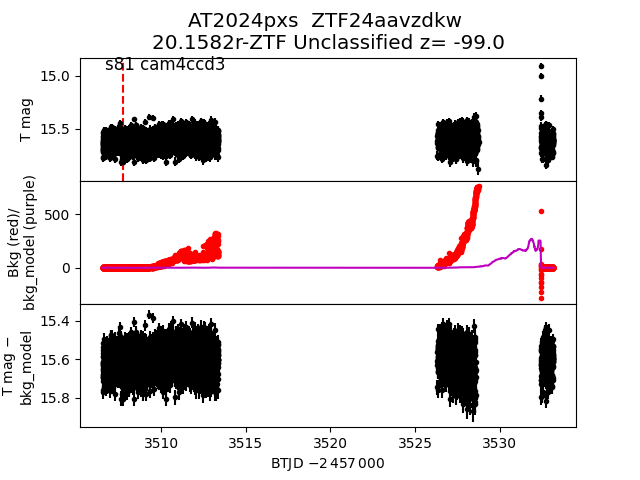 AT2024pxs  ZTF24aavzdkw
20.1582r-ZTF Unclassified z= -99.0
s81 cam4ccd3
15.0
15.5
T mag
500
0
Bkg (red)/
bkg_model (purple)
15.4
15.6
15.8
T mag −
bkg_model
3510
3515
3520
3525
3530
BTJD −2 457 000